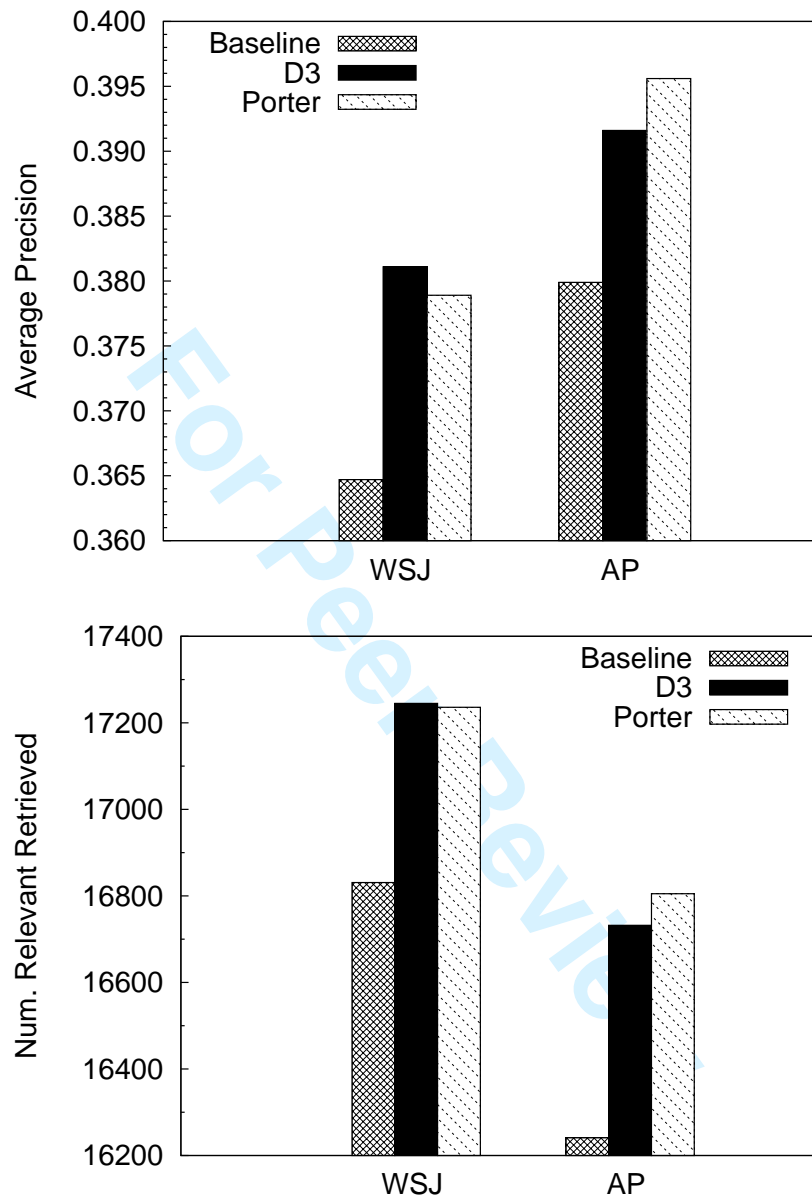 0.400
0.395
0.390
0.385
0.380
0.375
0.370
0.365
0.360
Average Precision
Baseline
D3
Porter
WSJ AP
For Peer Review
17400
17200
17000
16800
16600
16400
16200
Num. Relevant Retrieved
Baseline
D3
Porter
WSJ AP